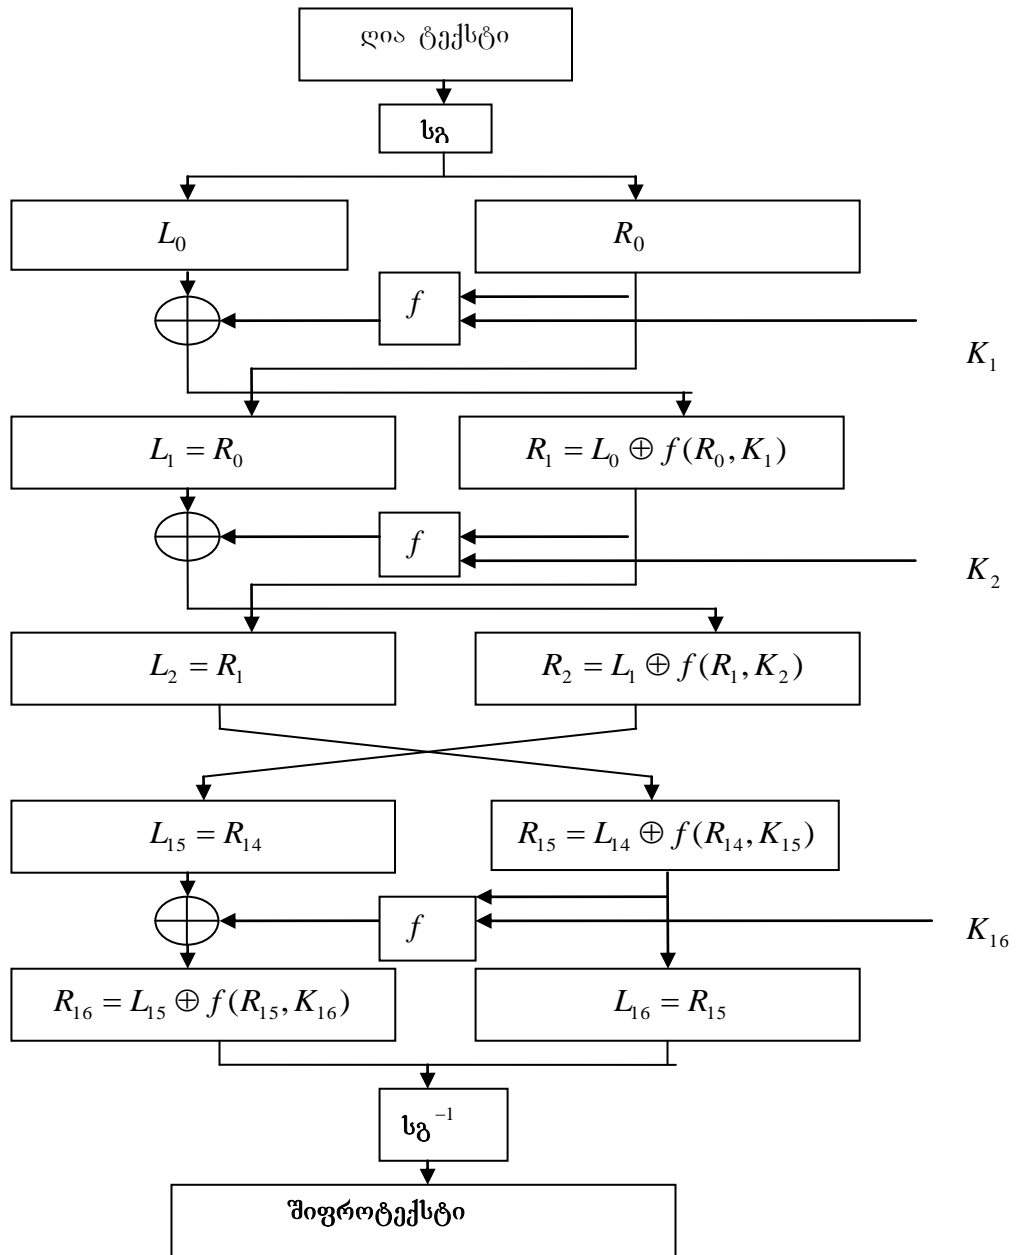 ღია ტექსტი
სგ
L₀
R₀
f
K₁
L₁ = R₀
R₁ = L₀ ⊕ f(R₀, K₁)
f
K₂
L₂ = R₁
R₂ = L₁ ⊕ f(R₁, K₂)
L₁₅ = R₁₄
R₁₅ = L₁₄ ⊕ f(R₁₄, K₁₅)
f
K₁₆
R₁₆ = L₁₅ ⊕ f(R₁₅, K₁₆)
L₁₆ = R₁₅
სგ⁻¹
შიფროტექსტი